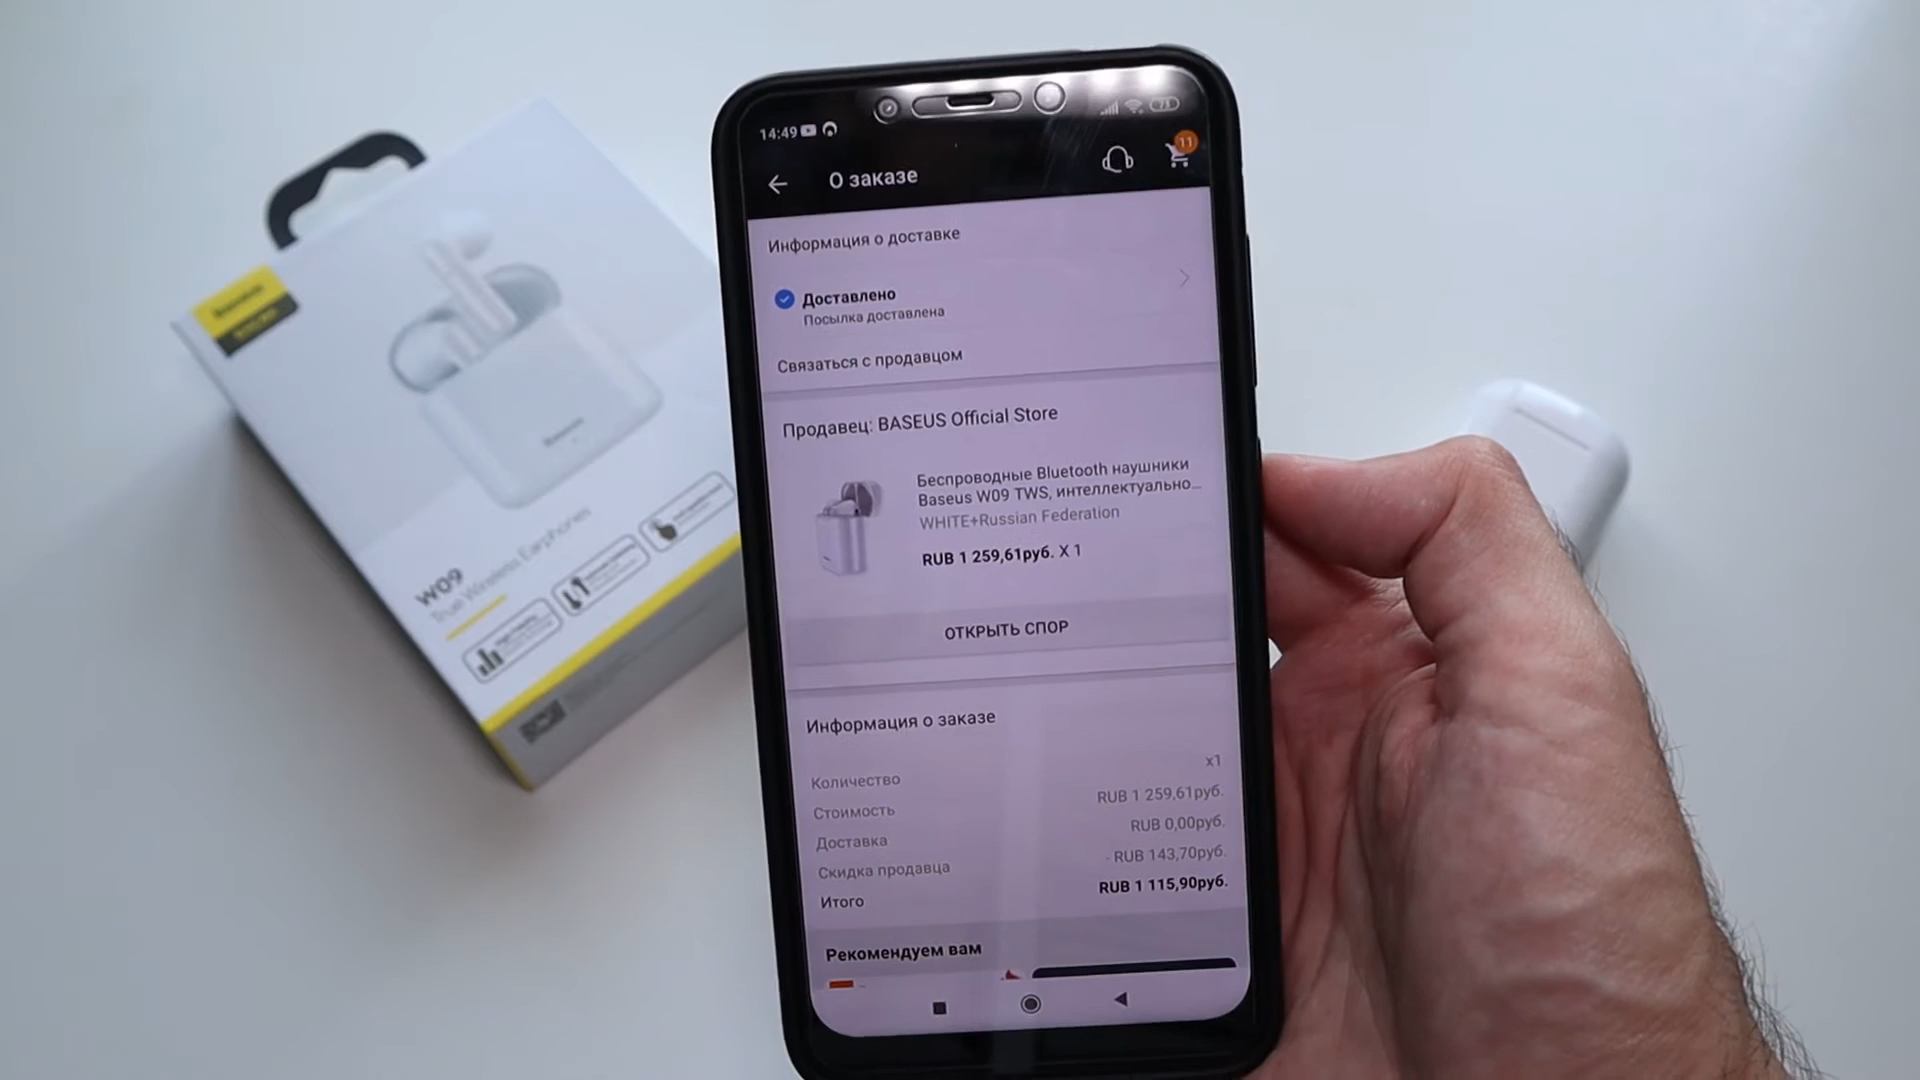 14:49
73
11
О заказе
Информация о доставке
Доставлено
Посылка доставлена
Связаться с продавцом
Продавец: BASEUS Official Store
Беспроводные Bluetooth наушники
Baseus W09 TWS, интеллектуально...
WHITE+Russian Federation
RUB 1 259,61руб. X 1
ОТКРЫТЬ СПОР
Информация о заказе
Количество x1
Стоимость RUB 1 259,61руб.
Доставка RUB 0,00руб.
Скидка продавца - RUB 143,70руб.
Итого RUB 1 115,90руб.
Рекомендуем вам
Baseus
W09
True Wireless Earphones